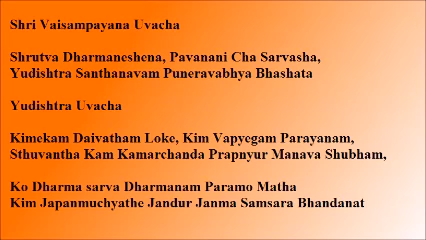 Shri Vaisampayana Uvacha
Shrutva Dharmaneshena, Pavanani Cha Sarvasha,
Yudishtra Santhanavam Puneravabhya Bhashata
Yudishtra Uvacha
Kimekam Daivatham Loke, Kim Vapyegam Parayanam,
Sthuvantha Kam Kamarchanda Prapnyur Manava Shubham,
Ko Dharma sarva Dharmanam Paramo Matha
Kim Japanmuchyathe Jandur Janma Samsara Bhandanat